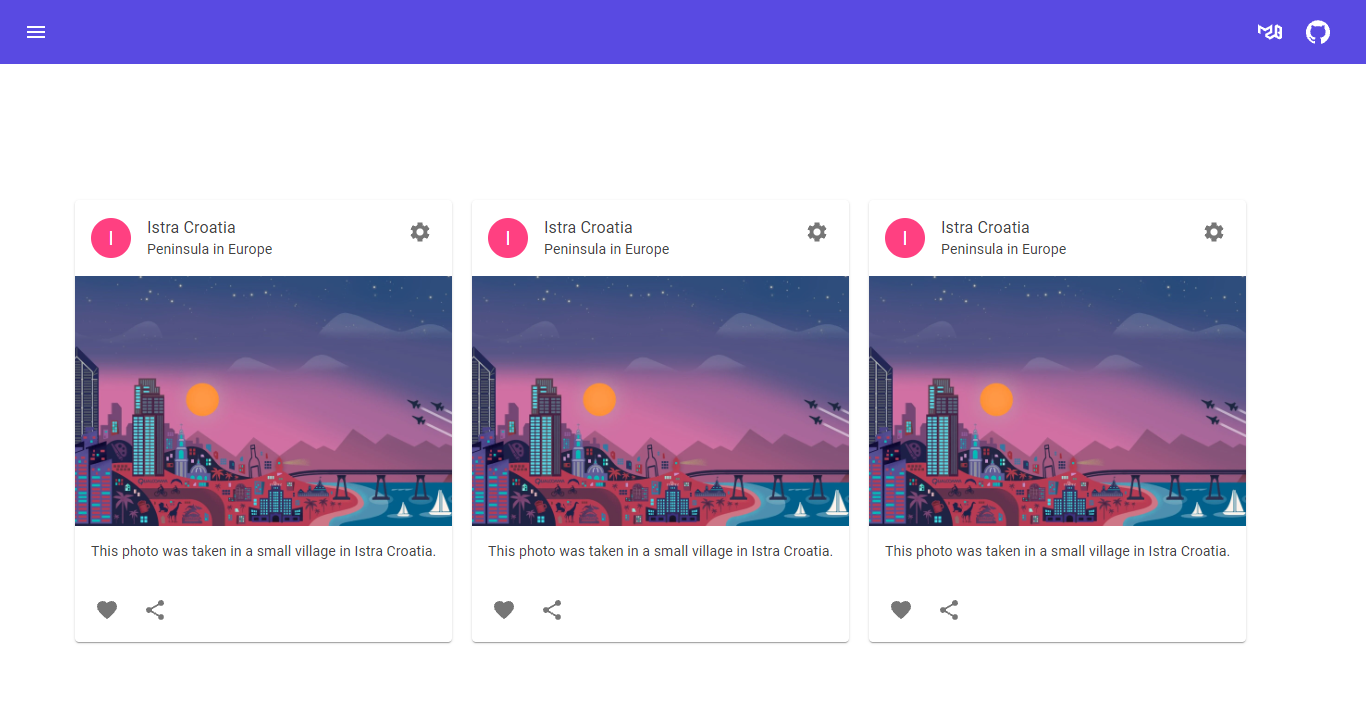 I
Istra Croatia
Peninsula in Europe
This photo was taken in a small village in Istra Croatia.
I
Istra Croatia
Peninsula in Europe
This photo was taken in a small village in Istra Croatia.
I
Istra Croatia
Peninsula in Europe
This photo was taken in a small village in Istra Croatia.